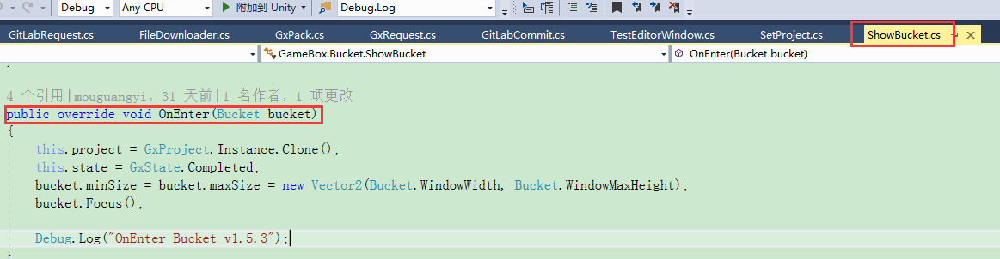 Debug Any CPU 附加到 Unity Debug.Log
GitLabRequest.cs FileDownloader.cs GxPack.cs GxRequest.cs GitLabCommit.cs TestEditorWindow.cs SetProject.cs ShowBucket.cs
GameBox.Bucket.ShowBucket OnEnter(Bucket bucket)
}
4 个引用|mouguangyi，31 天前|1 名作者，1 项更改
public override void OnEnter(Bucket bucket)
{
this.project = GxProject.Instance.Clone();
this.state = GxState.Completed;
bucket.minSize = bucket.maxSize = new Vector2(Bucket.WindowWidth, Bucket.WindowMaxHeight);
bucket.Focus();
Debug.Log("OnEnter Bucket v1.5.3");
}